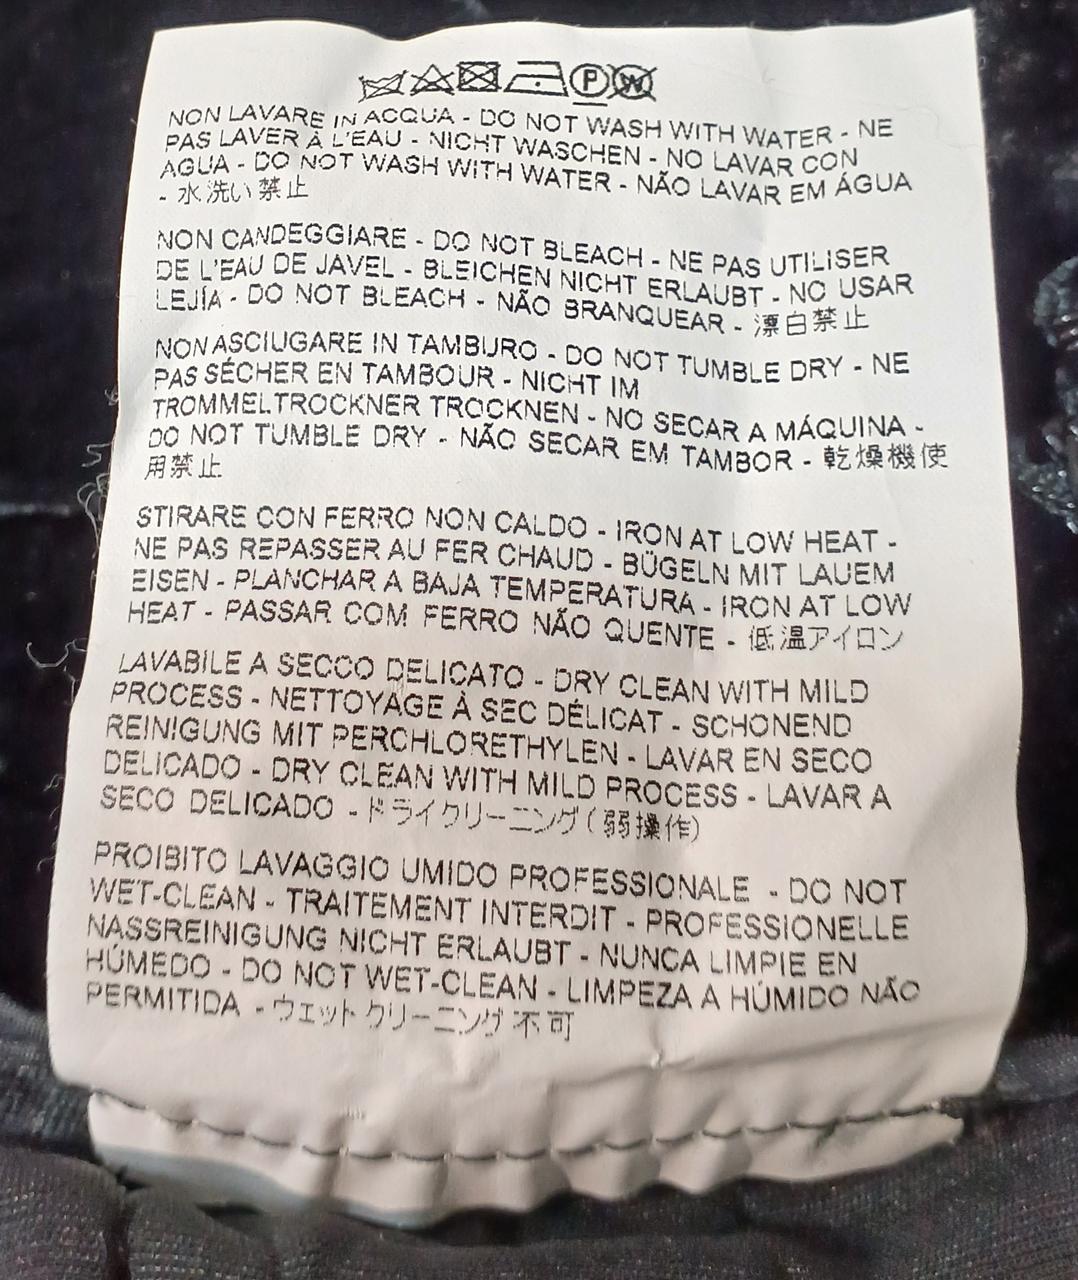 P W
NON LAVARE IN ACQUA - DO NOT WASH WITH WATER - NE
PAS LAVER À L'EAU - NICHT WASCHEN - NO LAVAR CON
AGUA - DO NOT WASH WITH WATER - NÃO LAVAR EM ÁGUA
- 水洗い禁止
NON CANDEGGIARE - DO NOT BLEACH - NE PAS UTILISER
DE L'EAU DE JAVEL - BLEICHEN NICHT ERLAUBT - NO USAR
LEJÍA - DO NOT BLEACH - NÃO BRANQUEAR - 漂白禁止
NON ASCIUGARE IN TAMBURO - DO NOT TUMBLE DRY - NE
PAS SÉCHER EN TAMBOUR - NICHT IM
TROMMELTROCKNER TROCKNEN - NO SECAR A MÁQUINA -
DO NOT TUMBLE DRY - NÃO SECAR EM TAMBOR - 乾燥機使
用禁止
STIRARE CON FERRO NON CALDO - IRON AT LOW HEAT -
NE PAS REPASSER AU FER CHAUD - BÜGELN MIT LAUEM
EISEN - PLANCHAR A BAJA TEMPERATURA - IRON AT LOW
HEAT - PASSAR COM FERRO NÃO QUENTE - 低温アイロン
LAVABILE A SECCO DELICATO - DRY CLEAN WITH MILD
PROCESS - NETTOYAGE À SEC DÉLICAT - SCHONEND
REINIGUNG MIT PERCHLORETHYLEN - LAVAR EN SECO
DELICADO - DRY CLEAN WITH MILD PROCESS - LAVAR A
SECO DELICADO - ドライクリーニング(弱操作)
PROIBITO LAVAGGIO UMIDO PROFESSIONALE - DO NOT
WET-CLEAN - TRAITEMENT INTERDIT - PROFESSIONELLE
NASSREINIGUNG NICHT ERLAUBT - NUNCA LIMPIE EN
HÚMEDO - DO NOT WET-CLEAN - LIMPEZA A HÚMIDO NÃO
PERMITIDA - ウェットクリーニング不可